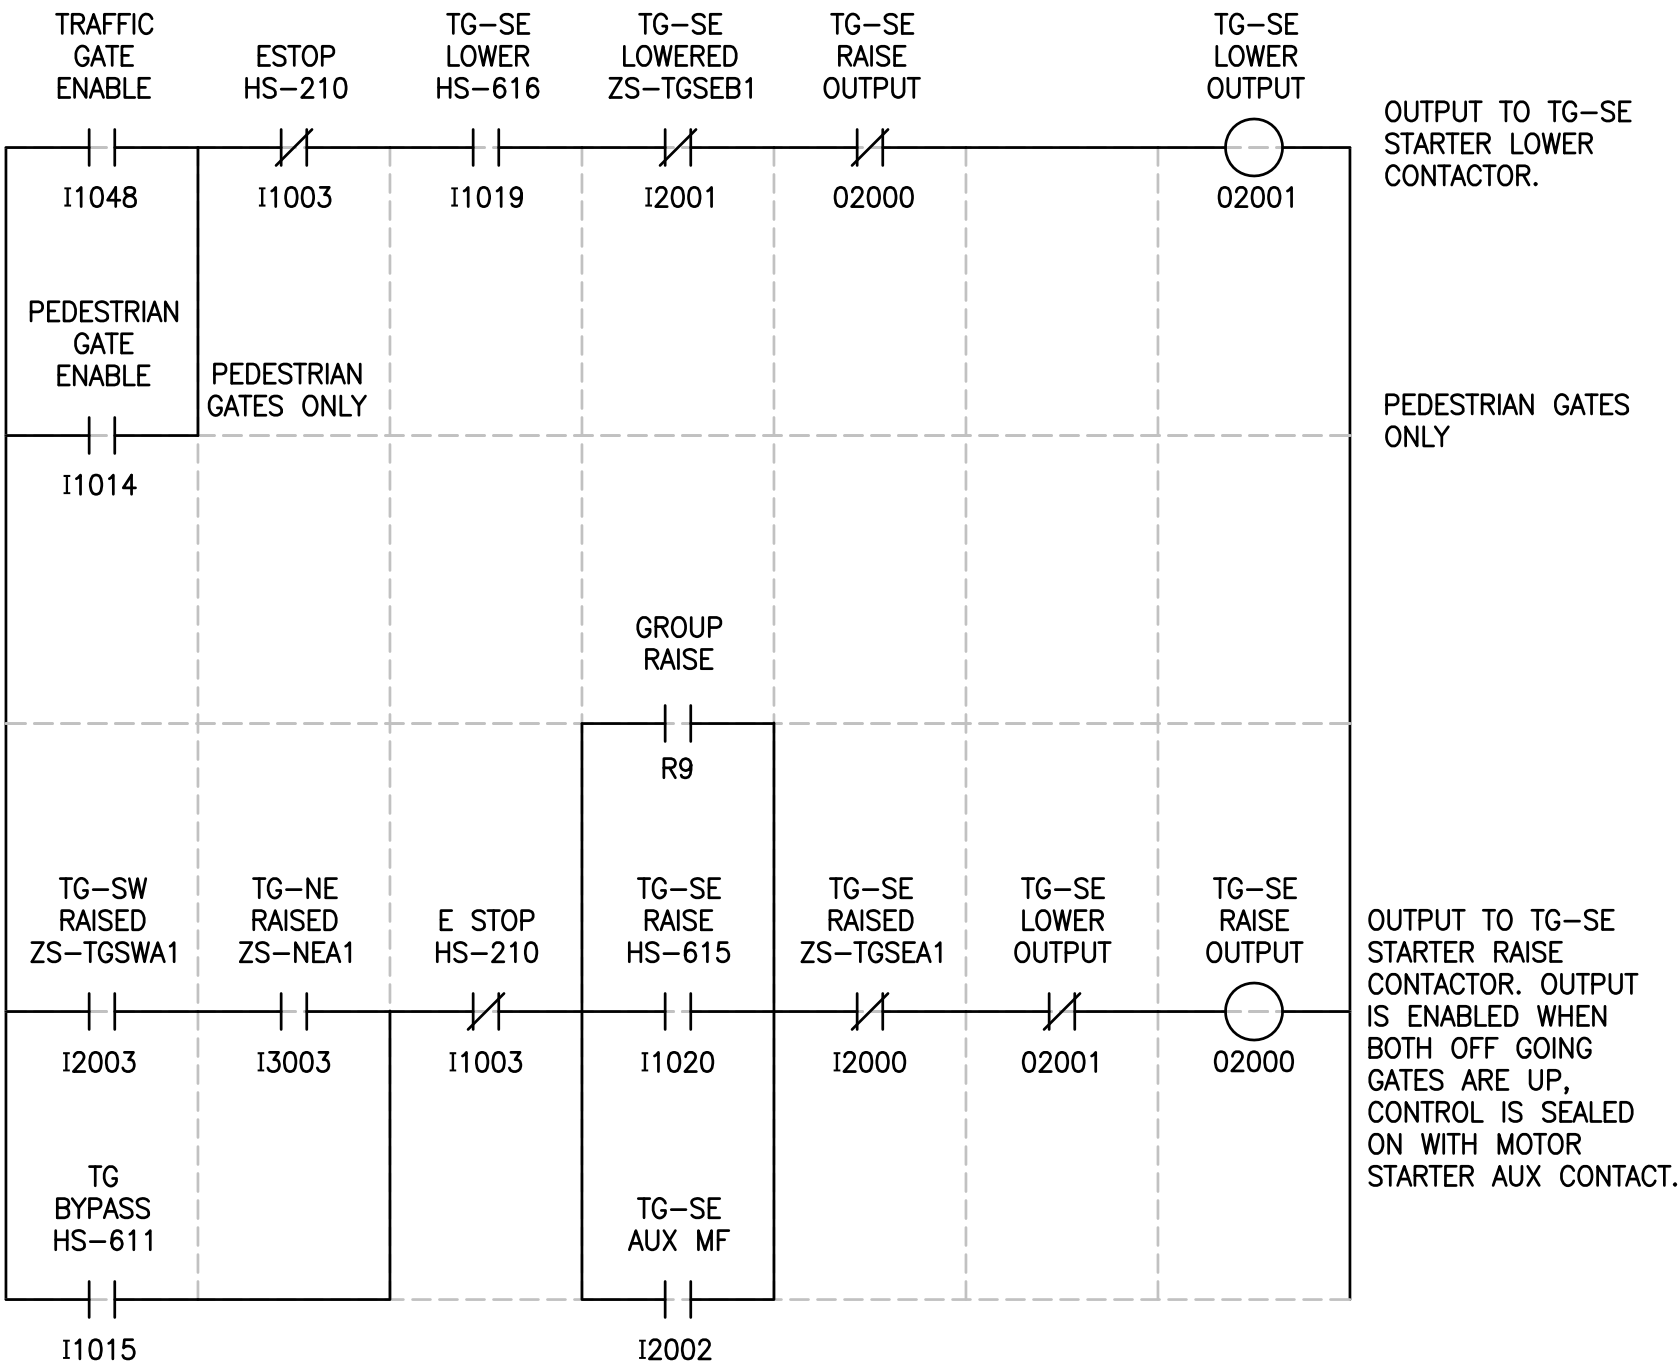 TRAFFIC
GATE
ENABLE
ESTOP
HS-210
TG-SE
LOWER
HS-616
TG-SE
LOWERED
ZS-TGSEB1
TG-SE
RAISE
OUTPUT
TG-SE
LOWER
OUTPUT
OUTPUT TO TG-SE
STARTER LOWER
CONTACTOR.
I1048
I1003
I1019
I2001
O2000
O2001
PEDESTRIAN
GATE
ENABLE
PEDESTRIAN
GATES ONLY
PEDESTRIAN GATES
ONLY
I1014
GROUP
RAISE
R9
TG-SW
RAISED
ZS-TGSWA1
TG-NE
RAISED
ZS-NEA1
E STOP
HS-210
TG-SE
RAISE
HS-615
TG-SE
RAISED
ZS-TGSEA1
TG-SE
LOWER
OUTPUT
TG-SE
RAISE
OUTPUT
OUTPUT TO TG-SE
STARTER RAISE
CONTACTOR. OUTPUT
IS ENABLED WHEN
BOTH OFF GOING
GATES ARE UP,
CONTROL IS SEALED
ON WITH MOTOR
STARTER AUX CONTACT.
I2003
I3003
I1003
I1020
I2000
O2001
O2000
TG
BYPASS
HS-611
TG-SE
AUX MF
I1015
I2002